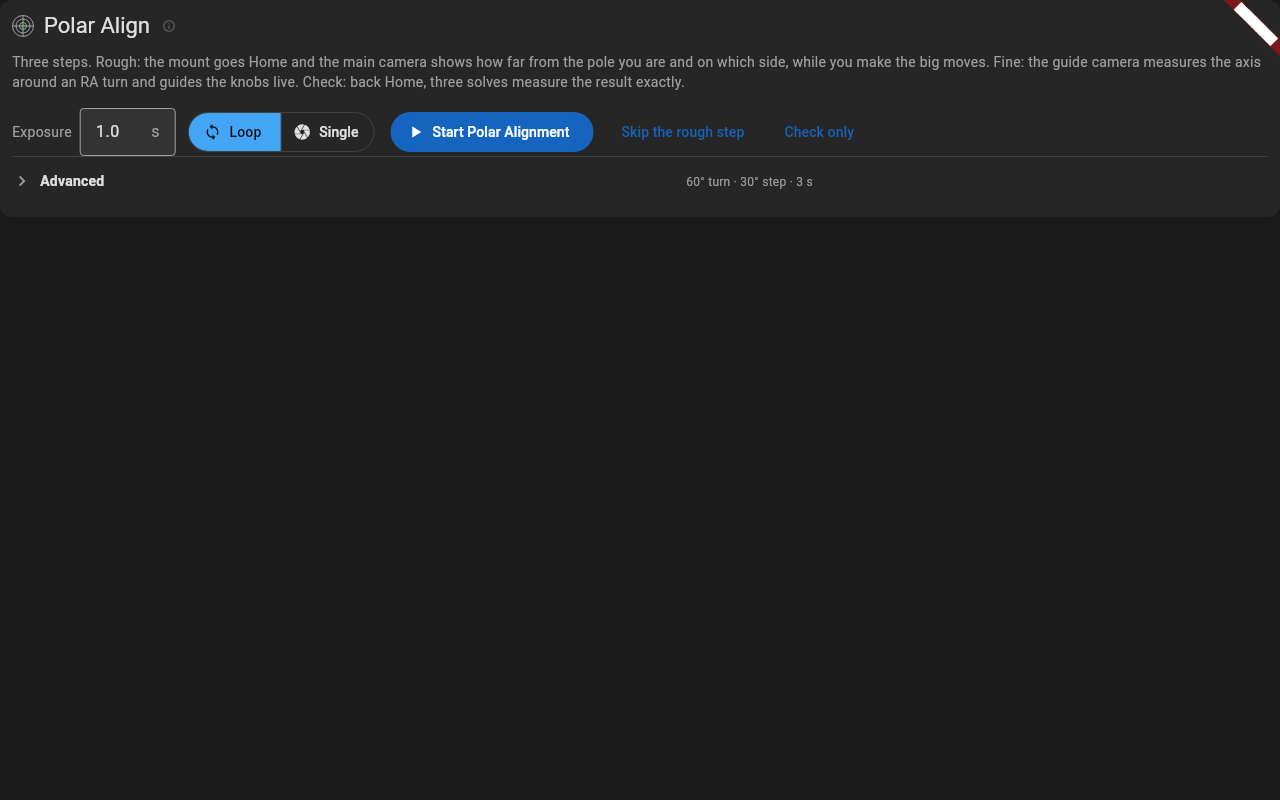 Polar Align
Three steps. Rough: the mount goes Home and the main camera shows how far from the pole you are and on which side, while you make the big moves. Fine: the guide camera measures the axis
around an RA turn and guides the knobs live. Check: back Home, three solves measure the result exactly.
Exposure 1.0 s Loop Single Start Polar Alignment Skip the rough step Check only
Advanced 60° turn · 30° step · 3 s